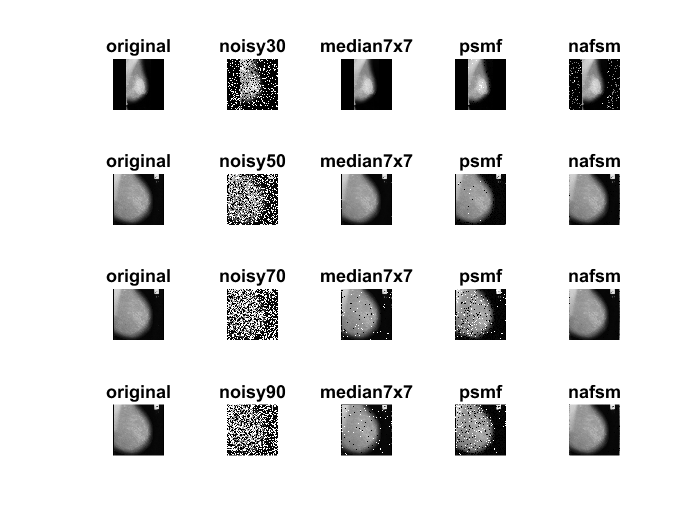 original noisy30 median7x7 psmf nafsm
original noisy50 median7x7 psmf nafsm
original noisy70 median7x7 psmf nafsm
original noisy90 median7x7 psmf nafsm